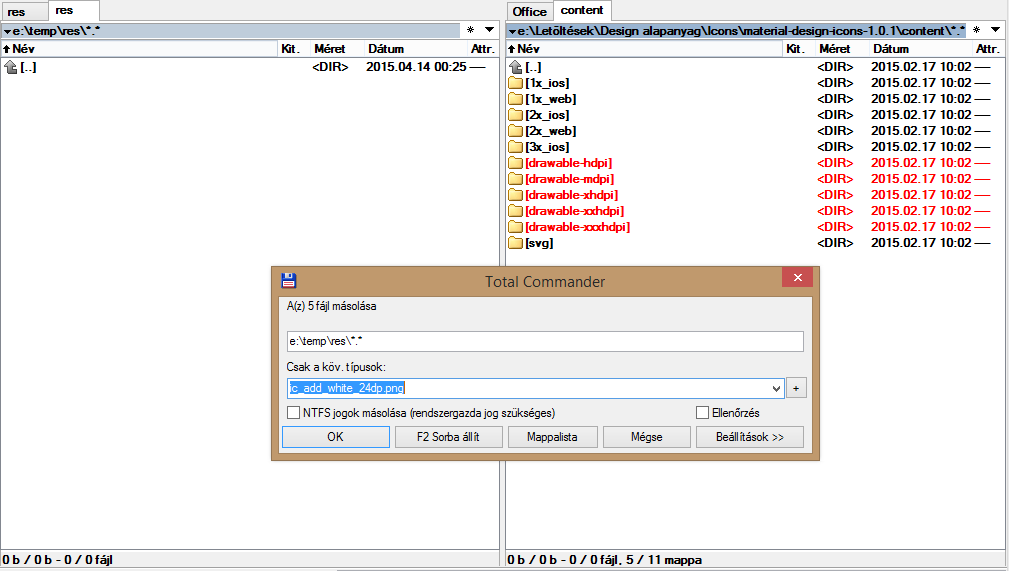 res res
e:\temp\res\*.*
Név Kit. Méret Dátum Attr.
[..] <DIR> 2015.04.14 00:25 ----
0 b / 0 b - 0 / 0 fájl
Office content
e:\Letöltések\Design alapanyag\Icons\material-design-icons-1.0.1\content\*.*
Név Kit. Méret Dátum Attr.
[..] <DIR> 2015.02.17 10:02 ----
[1x_ios] <DIR> 2015.02.17 10:02 ----
[1x_web] <DIR> 2015.02.17 10:02 ----
[2x_ios] <DIR> 2015.02.17 10:02 ----
[2x_web] <DIR> 2015.02.17 10:02 ----
[3x_ios] <DIR> 2015.02.17 10:02 ----
[drawable-hdpi] <DIR> 2015.02.17 10:02 ----
[drawable-mdpi] <DIR> 2015.02.17 10:02 ----
[drawable-xhdpi] <DIR> 2015.02.17 10:02 ----
[drawable-xxhdpi] <DIR> 2015.02.17 10:02 ----
[drawable-xxxhdpi] <DIR> 2015.02.17 10:02 ----
[svg] <DIR> 2015.02.17 10:02 ----
0 b / 0 b - 0 / 0 fájl, 5 / 11 mappa
Total Commander
A(z) 5 fájl másolása
e:\temp\res\*.*
Csak a köv. típusok:
ic_add_white_24dp.png
+
NTFS jogok másolása (rendszergazda jog szükséges) Ellenőrzés
OK F2 Sorba állít Mappalista Mégse Beállítások >>